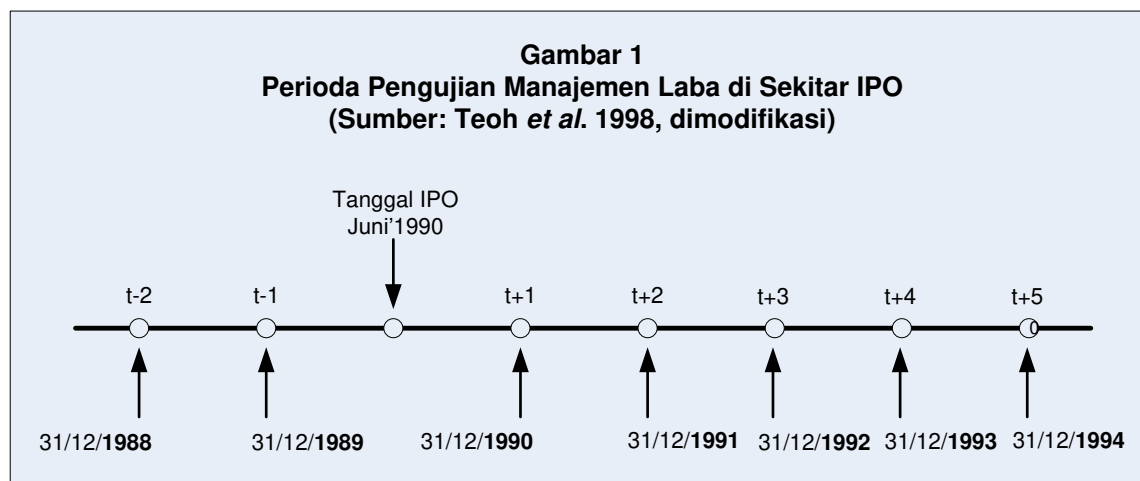 Gambar 1
Perioda Pengujian Manajemen Laba di Sekitar IPO
(Sumber: Teoh et al. 1998, dimodifikasi)
Tanggal IPO
Juni'1990
t-2 t-1 t+1 t+2 t+3 t+4 t+5
0
31/12/1988 31/12/1989 31/12/1990 31/12/1991 31/12/1992 31/12/1993 31/12/1994